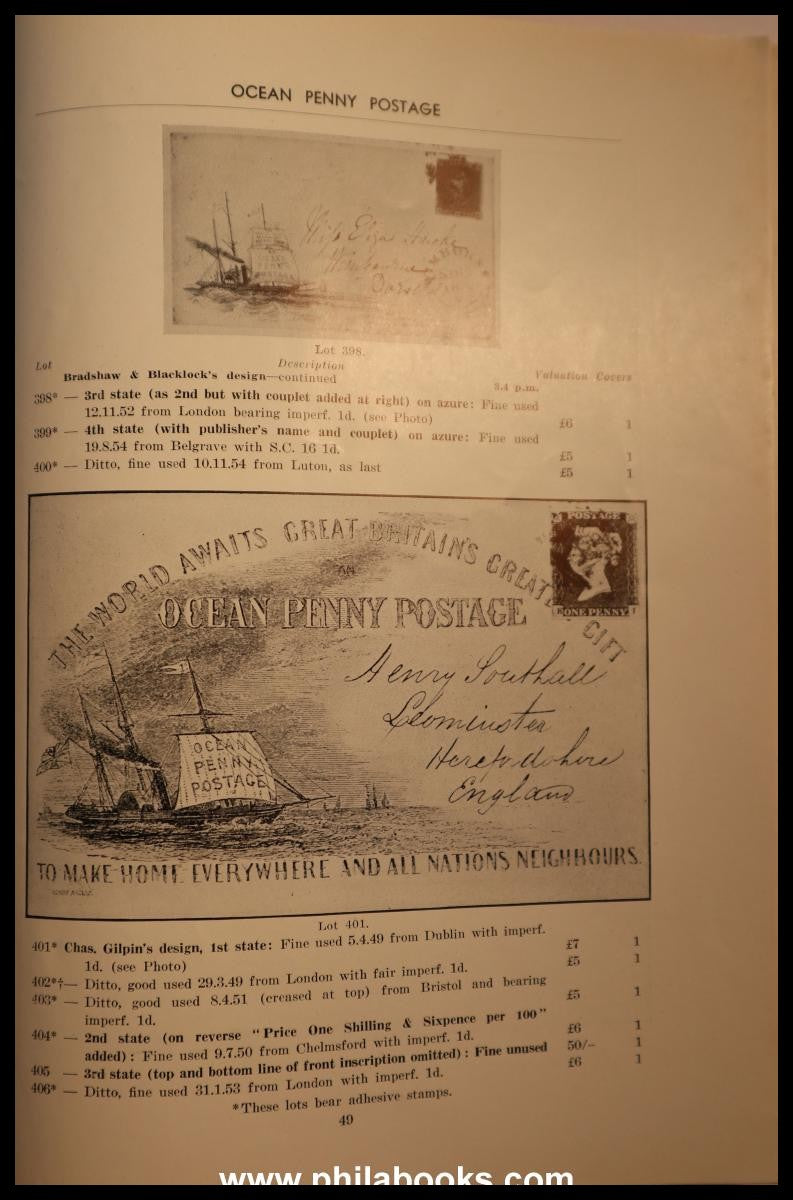 OCEAN PENNY POSTAGE
Miss Eliza
Dorset
Lot 398.
Lot Description Valuation Covers
Bradshaw & Blacklock's design—continued
3.4 p.m.
398* — 3rd state (as 2nd but with couplet added at right) on azure: Fine used
12.11.52 from London bearing imperf. 1d. (see Photo) £6 1
399* — 4th state (with publisher's name and couplet) on azure: Fine used
19.8.54 from Belgrave with S.C. 16 1d. £5 1
400* — Ditto, fine used 10.11.54 from Luton, as last £5 1
THE WORLD AWAITS GREAT BRITAIN'S GREATEST GIFT
AN
OCEAN PENNY POSTAGE
POSTAGE
ONE PENNY
Henry Southall
Leominster
Herefordshire
England
OCEAN
PENNY
POSTAGE
TO MAKE HOME EVERYWHERE AND ALL NATIONS NEIGHBOURS.
Lot 401.
401* Chas. Gilpin's design, 1st state: Fine used 5.4.49 from Dublin with imperf.
1d. (see Photo) £7 1
402*†— Ditto, good used 29.3.49 from London with fair imperf. 1d. £5 1
403* — Ditto, good used 8.4.51 (creased at top) from Bristol and bearing
imperf. 1d. £5 1
404* — 2nd state (on reverse "Price One Shilling & Sixpence per 100"
added): Fine used 9.7.50 from Chelmsford with imperf. 1d. £6 1
405 — 3rd state (top and bottom line of front inscription omitted): Fine unused 50/- 1
406* — Ditto, fine used 31.1.53 from London with imperf. 1d. £6 1
*These lots bear adhesive stamps.
49
www.philabooks.com